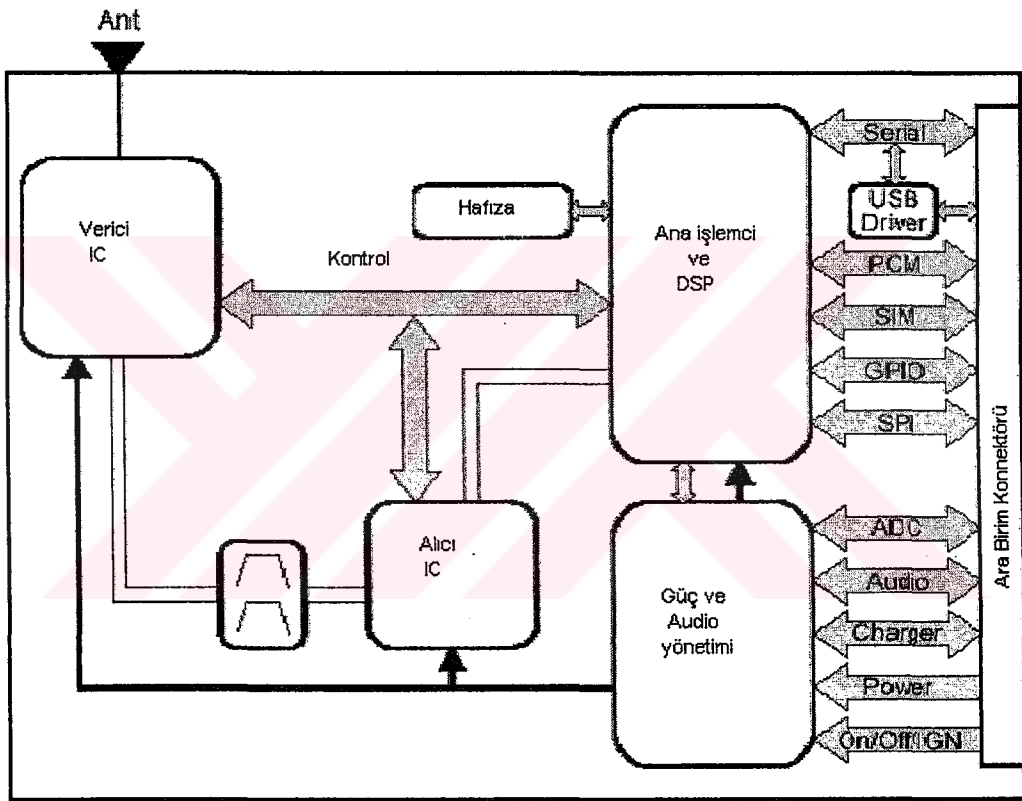 Ant
Verici
IC
Kontrol
Hafıza
Ana işlemci
ve
DSP
Serial
USB
Driver
PCM
SIM
GPIO
SPI
Alıcı
IC
Güç ve
Audio
yönetimi
ADC
Audio
Charger
Power
On/Off/IGN
Ara Birim Konnektörü